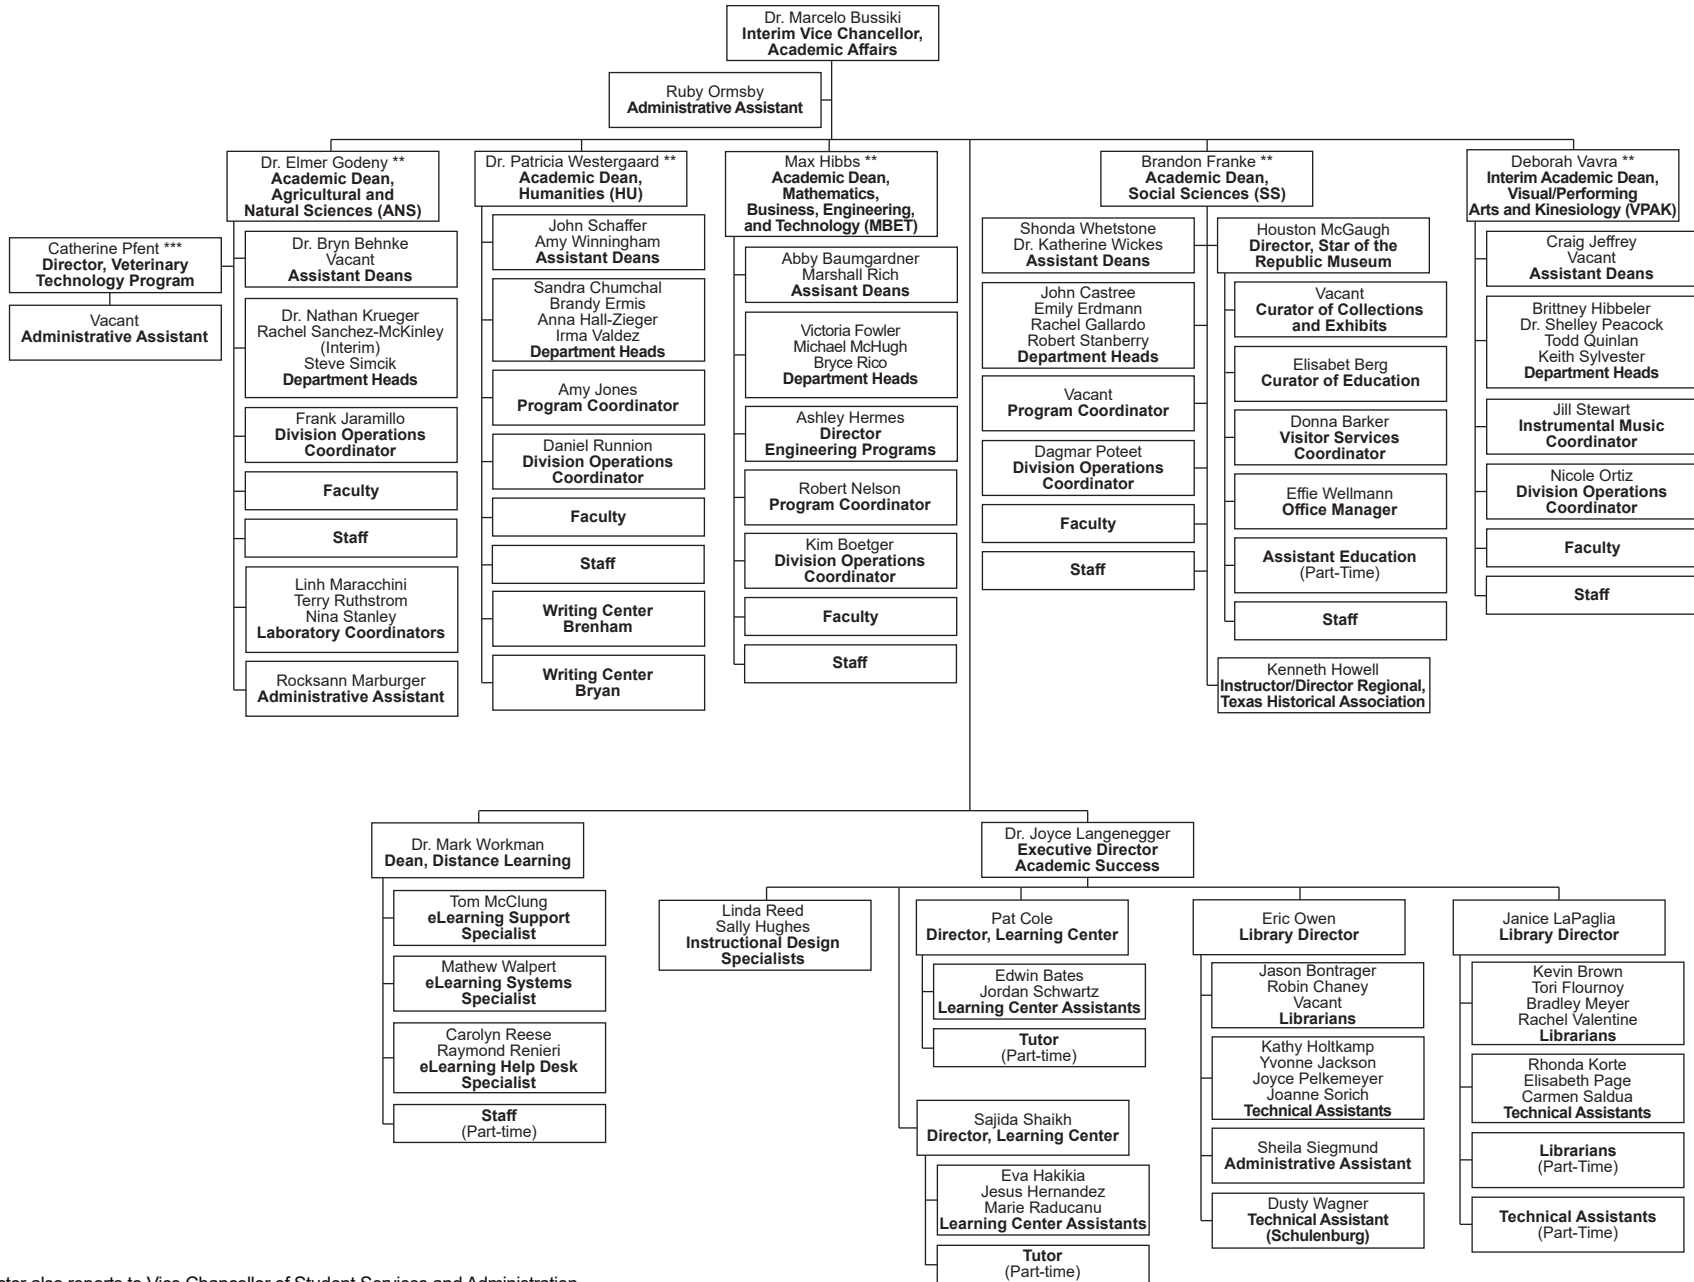 Dr. Marcelo Bussiki
Interim Vice Chancellor,
Academic Affairs
Ruby Ormsby
Administrative Assistant
Dr. Elmer Godeny **
Academic Dean,
Agricultural and
Natural Sciences (ANS)
Catherine Pfent ***
Director, Veterinary
Technology Program
Vacant
Administrative Assistant
Dr. Bryn Behnke
Vacant
Assistant Deans
Dr. Nathan Krueger
Rachel Sanchez-McKinley
(Interim)
Steve Simcik
Department Heads
Frank Jaramillo
Division Operations
Coordinator
Faculty
Staff
Linh Maracchini
Terry Ruthstrom
Nina Stanley
Laboratory Coordinators
Rocksann Marburger
Administrative Assistant
Dr. Patricia Westergaard **
Academic Dean,
Humanities (HU)
John Schaffer
Amy Winningham
Assistant Deans
Sandra Chumchal
Brandy Ermis
Anna Hall-Zieger
Irma Valdez
Department Heads
Amy Jones
Program Coordinator
Daniel Runnion
Division Operations
Coordinator
Faculty
Staff
Writing Center
Brenham
Writing Center
Bryan
Max Hibbs **
Academic Dean,
Mathematics,
Business, Engineering,
and Technology (MBET)
Abby Baumgardner
Marshall Rich
Assisant Deans
Victoria Fowler
Michael McHugh
Bryce Rico
Department Heads
Ashley Hermes
Director
Engineering Programs
Robert Nelson
Program Coordinator
Kim Boetger
Division Operations
Coordinator
Faculty
Staff
Brandon Franke **
Academic Dean,
Social Sciences (SS)
Shonda Whetstone
Dr. Katherine Wickes
Assistant Deans
John Castree
Emily Erdmann
Rachel Gallardo
Robert Stanberry
Department Heads
Vacant
Program Coordinator
Dagmar Poteet
Division Operations
Coordinator
Faculty
Staff
Houston McGaugh
Director, Star of the
Republic Museum
Vacant
Curator of Collections
and Exhibits
Elisabet Berg
Curator of Education
Donna Barker
Visitor Services
Coordinator
Effie Wellmann
Office Manager
Assistant Education
(Part-Time)
Staff
Kenneth Howell
Instructor/Director Regional,
Texas Historical Association
Deborah Vavra **
Interim Academic Dean,
Visual/Performing
Arts and Kinesiology (VPAK)
Craig Jeffrey
Vacant
Assistant Deans
Brittney Hibbeler
Dr. Shelley Peacock
Todd Quinlan
Keith Sylvester
Department Heads
Jill Stewart
Instrumental Music
Coordinator
Nicole Ortiz
Division Operations
Coordinator
Faculty
Staff
Dr. Mark Workman
Dean, Distance Learning
Tom McClung
eLearning Support
Specialist
Mathew Walpert
eLearning Systems
Specialist
Carolyn Reese
Raymond Renieri
eLearning Help Desk
Specialist
Staff
(Part-time)
Dr. Joyce Langenegger
Executive Director
Academic Success
Linda Reed
Sally Hughes
Instructional Design
Specialists
Pat Cole
Director, Learning Center
Edwin Bates
Jordan Schwartz
Learning Center Assistants
Tutor
(Part-time)
Sajida Shaikh
Director, Learning Center
Eva Hakikia
Jesus Hernandez
Marie Raducanu
Learning Center Assistants
Tutor
(Part-time)
Eric Owen
Library Director
Jason Bontrager
Robin Chaney
Vacant
Librarians
Kathy Holtkamp
Yvonne Jackson
Joyce Pelkemeyer
Joanne Sorich
Technical Assistants
Sheila Siegmund
Administrative Assistant
Dusty Wagner
Technical Assistant
(Schulenburg)
Janice LaPaglia
Library Director
Kevin Brown
Tori Flournoy
Bradley Meyer
Rachel Valentine
Librarians
Rhonda Korte
Elisabeth Page
Carmen Saldua
Technical Assistants
Librarians
(Part-Time)
Technical Assistants
(Part-Time)
also reports to Vice Chancellor of Student Services and Administration